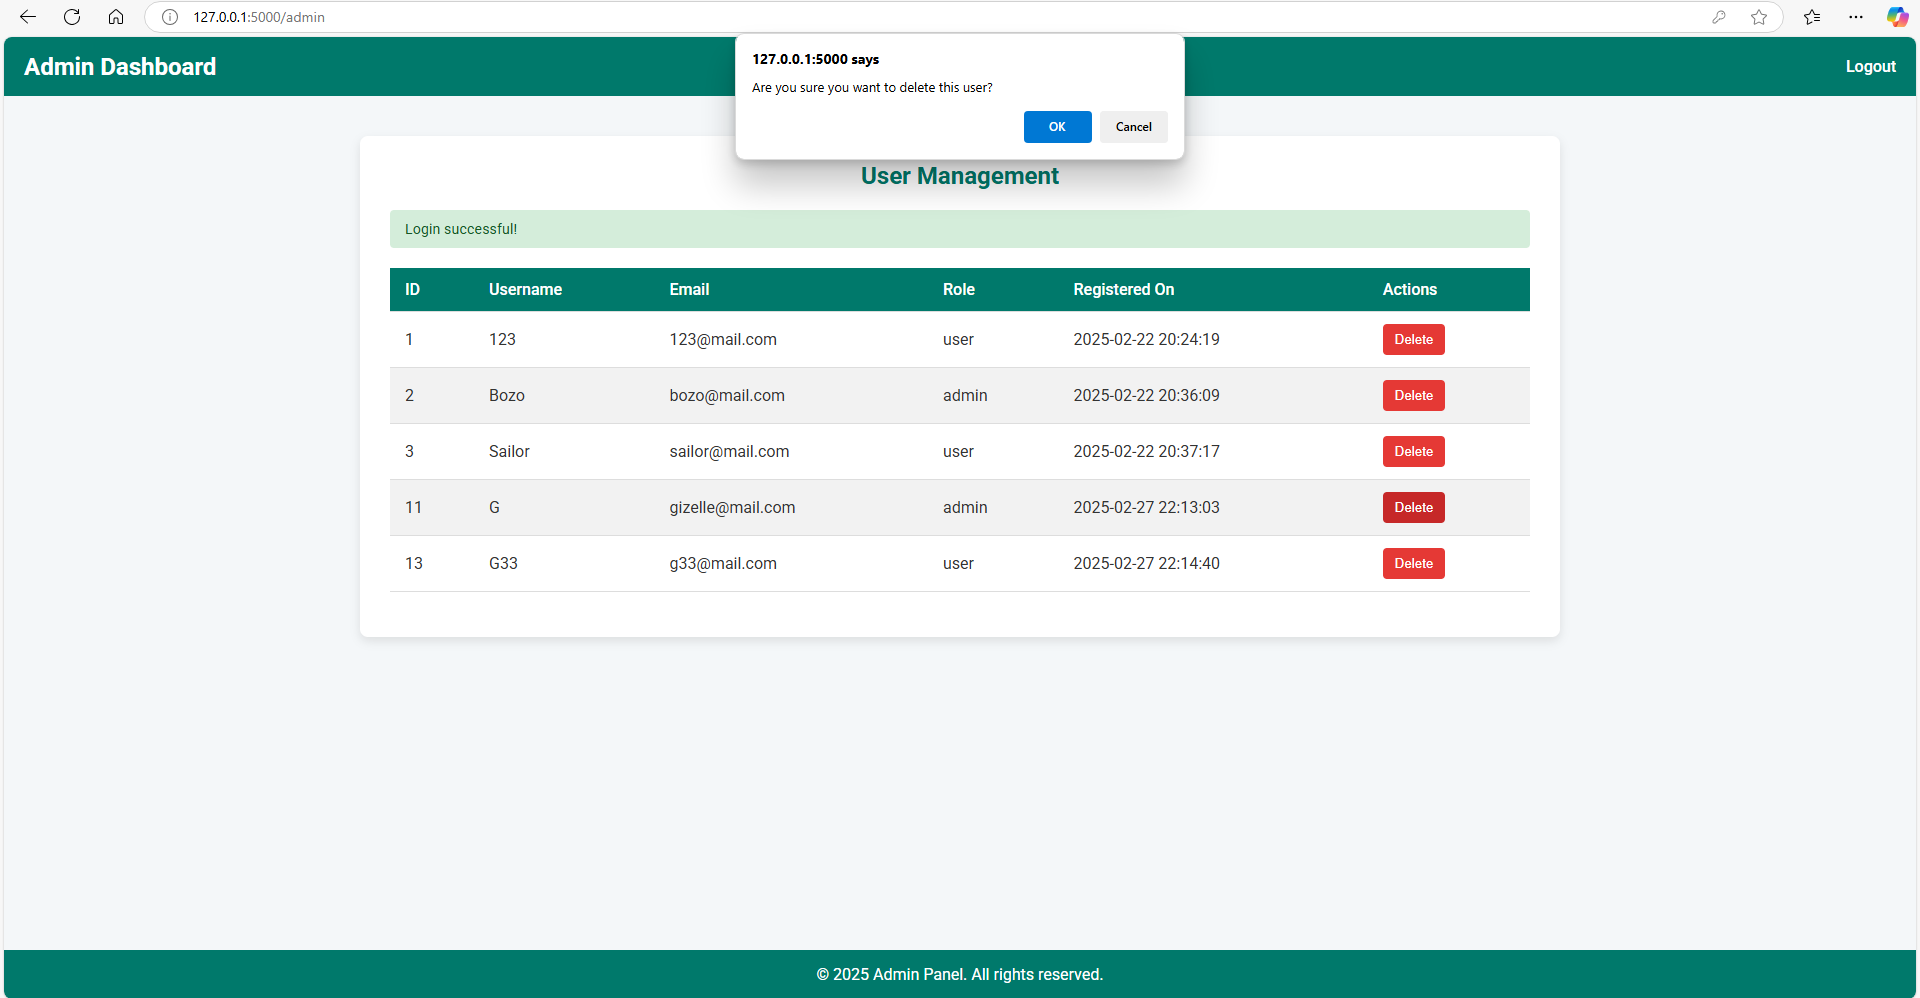 127.0.0.1:5000/admin
127.0.0.1:5000 says
Are you sure you want to delete this user?
OK Cancel
Admin Dashboard Logout
User Management
Login successful!
ID Username Email Role Registered On Actions
1 123 123@mail.com user 2025-02-22 20:24:19 Delete
2 Bozo bozo@mail.com admin 2025-02-22 20:36:09 Delete
3 Sailor sailor@mail.com user 2025-02-22 20:37:17 Delete
11 G gizelle@mail.com admin 2025-02-27 22:13:03 Delete
13 G33 g33@mail.com user 2025-02-27 22:14:40 Delete
© 2025 Admin Panel. All rights reserved.